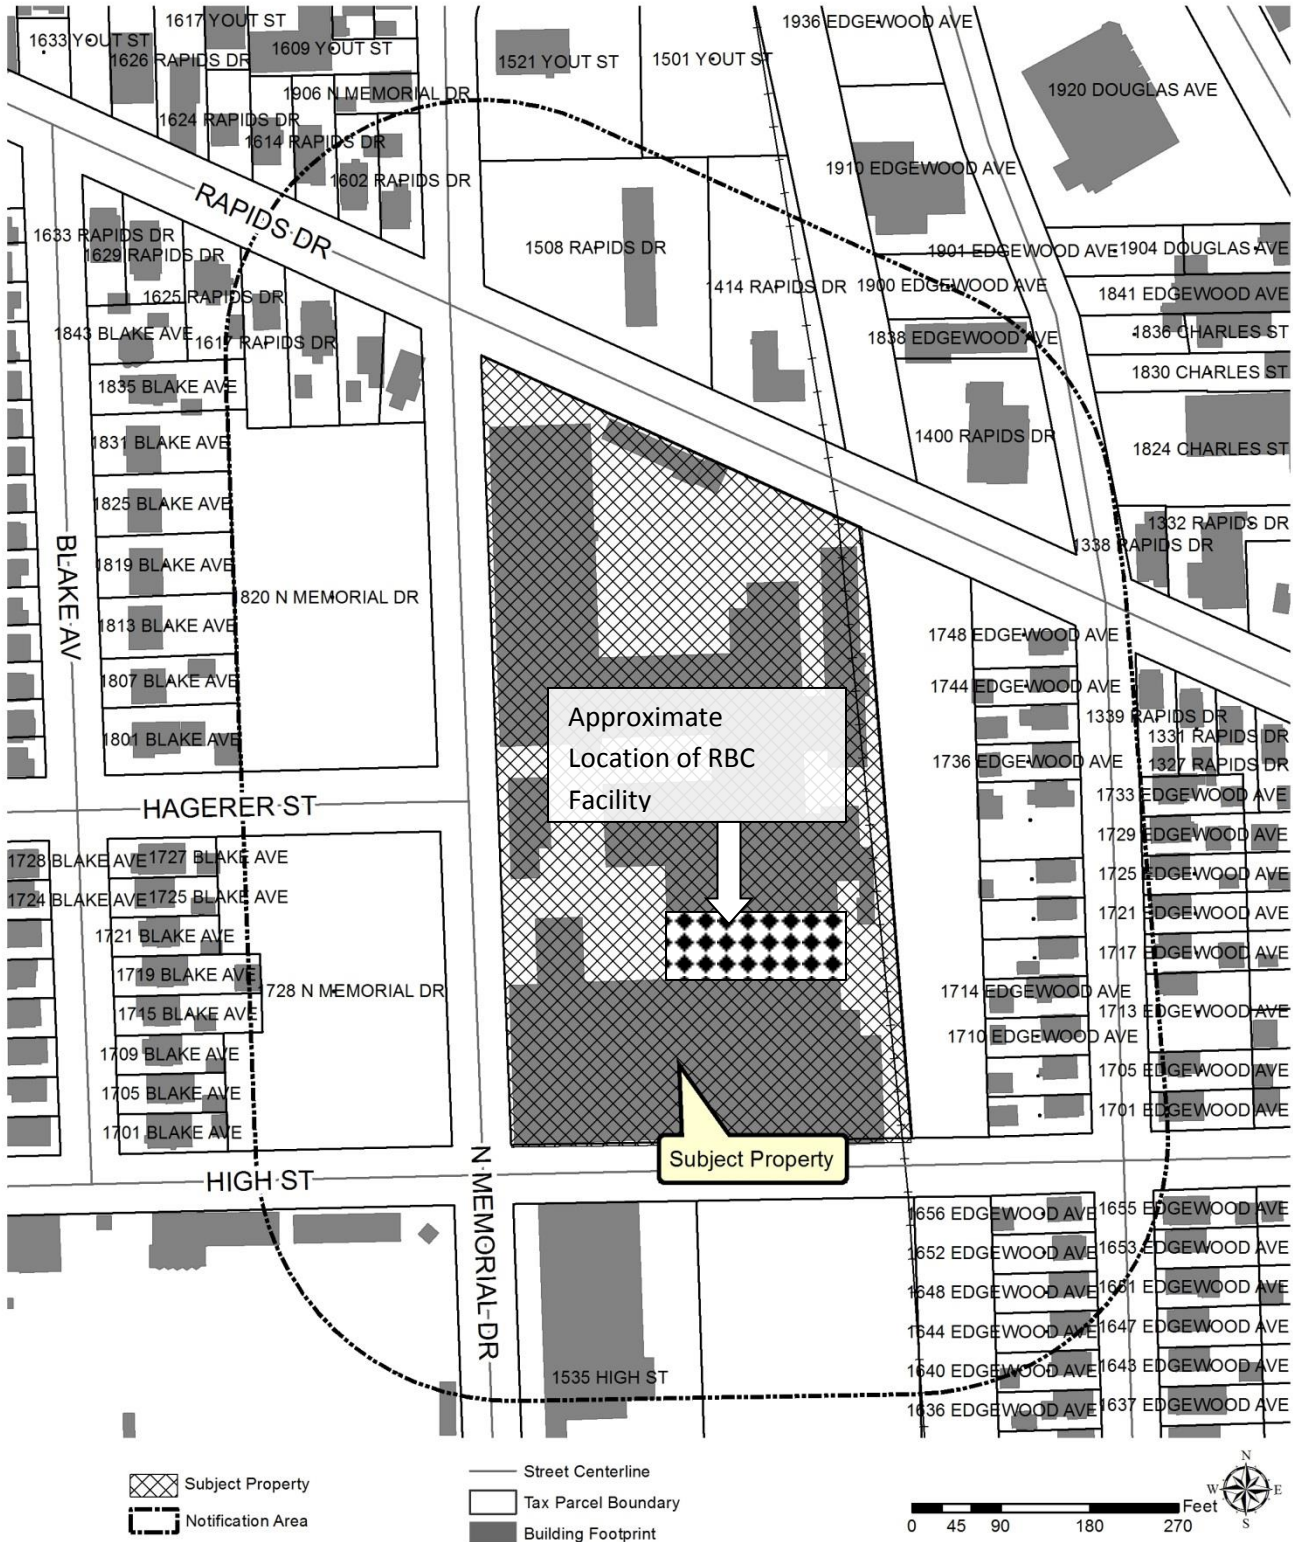 1617 YOUT ST
1633 YOUT ST
1626 RAPIDS DR
1609 YOUT ST
1521 YOUT ST
1501 YOUT ST
1936 EDGEWOOD AVE
1920 DOUGLAS AVE
1906 N MEMORIAL DR
1624 RAPIDS DR
1614 RAPIDS DR
1602 RAPIDS DR
1910 EDGEWOOD AVE
RAPIDS DR
1633 RAPIDS DR
1629 RAPIDS DR
1508 RAPIDS DR
1901 EDGEWOOD AVE
1904 DOUGLAS AVE
1625 RAPIDS DR
1414 RAPIDS DR
1900 EDGEWOOD AVE
1841 EDGEWOOD AVE
1843 BLAKE AVE
1617 RAPIDS DR
1838 EDGEWOOD AVE
1836 CHARLES ST
1835 BLAKE AVE
1830 CHARLES ST
1831 BLAKE AVE
1400 RAPIDS DR
1824 CHARLES ST
1825 BLAKE AVE
1332 RAPIDS DR
1338 RAPIDS DR
BLAKE AV
1819 BLAKE AVE
1820 N MEMORIAL DR
1813 BLAKE AVE
1748 EDGEWOOD AVE
1807 BLAKE AVE
1744 EDGEWOOD AVE
1339 RAPIDS DR
1801 BLAKE AVE
1331 RAPIDS DR
1736 EDGEWOOD AVE
1327 RAPIDS DR
Approximate
Location of RBC
Facility
HAGERER ST
1733 EDGEWOOD AVE
1729 EDGEWOOD AVE
1728 BLAKE AVE
1727 BLAKE AVE
1725 EDGEWOOD AVE
1724 BLAKE AVE
1725 BLAKE AVE
1721 EDGEWOOD AVE
1721 BLAKE AVE
1717 EDGEWOOD AVE
1719 BLAKE AVE
1728 N MEMORIAL DR
1714 EDGEWOOD AVE
1715 BLAKE AVE
1713 EDGEWOOD AVE
1710 EDGEWOOD AVE
1709 BLAKE AVE
1705 EDGEWOOD AVE
1705 BLAKE AVE
1701 EDGEWOOD AVE
1701 BLAKE AVE
Subject Property
HIGH ST
N MEMORIAL DR
1656 EDGEWOOD AVE
1655 EDGEWOOD AVE
1652 EDGEWOOD AVE
1653 EDGEWOOD AVE
1648 EDGEWOOD AVE
1651 EDGEWOOD AVE
1644 EDGEWOOD AVE
1647 EDGEWOOD AVE
1535 HIGH ST
1640 EDGEWOOD AVE
1643 EDGEWOOD AVE
1636 EDGEWOOD AVE
1637 EDGEWOOD AVE
Subject Property
Notification Area
Street Centerline
Tax Parcel Boundary
Building Footprint
N
W
E
S
Feet
0 45 90 180 270